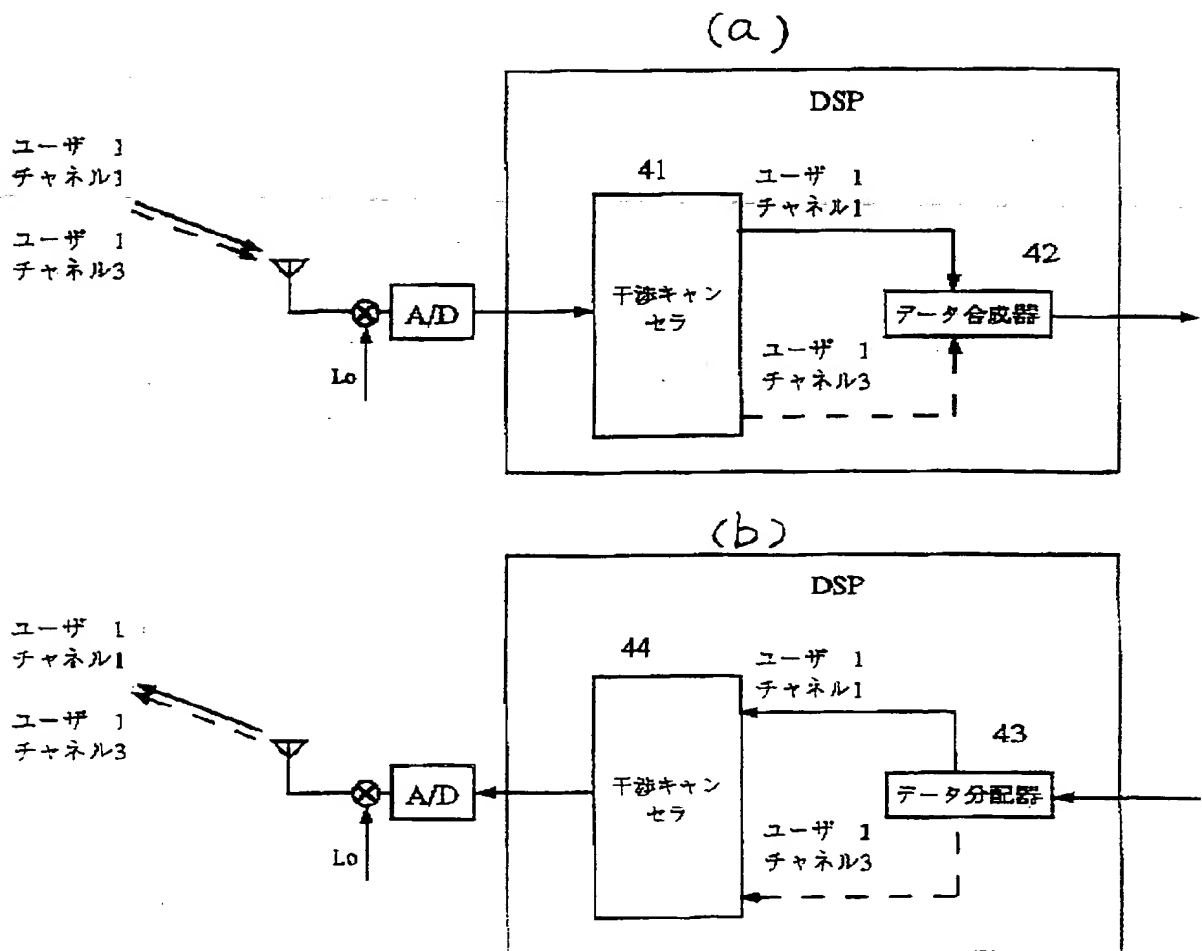 (a)
DSP
ユーザ 1
チャネル1
ユーザ 1
チャネル3
41
ユーザ 1
チャネル1
42
干渉キャン
セラ
データ合成器
A/D
ユーザ 1
チャネル3
Lo
(b)
DSP
ユーザ 1
チャネル1
ユーザ 1
チャネル3
44
ユーザ 1
チャネル1
43
干渉キャン
セラ
データ分配器
A/D
ユーザ 1
チャネル3
Lo